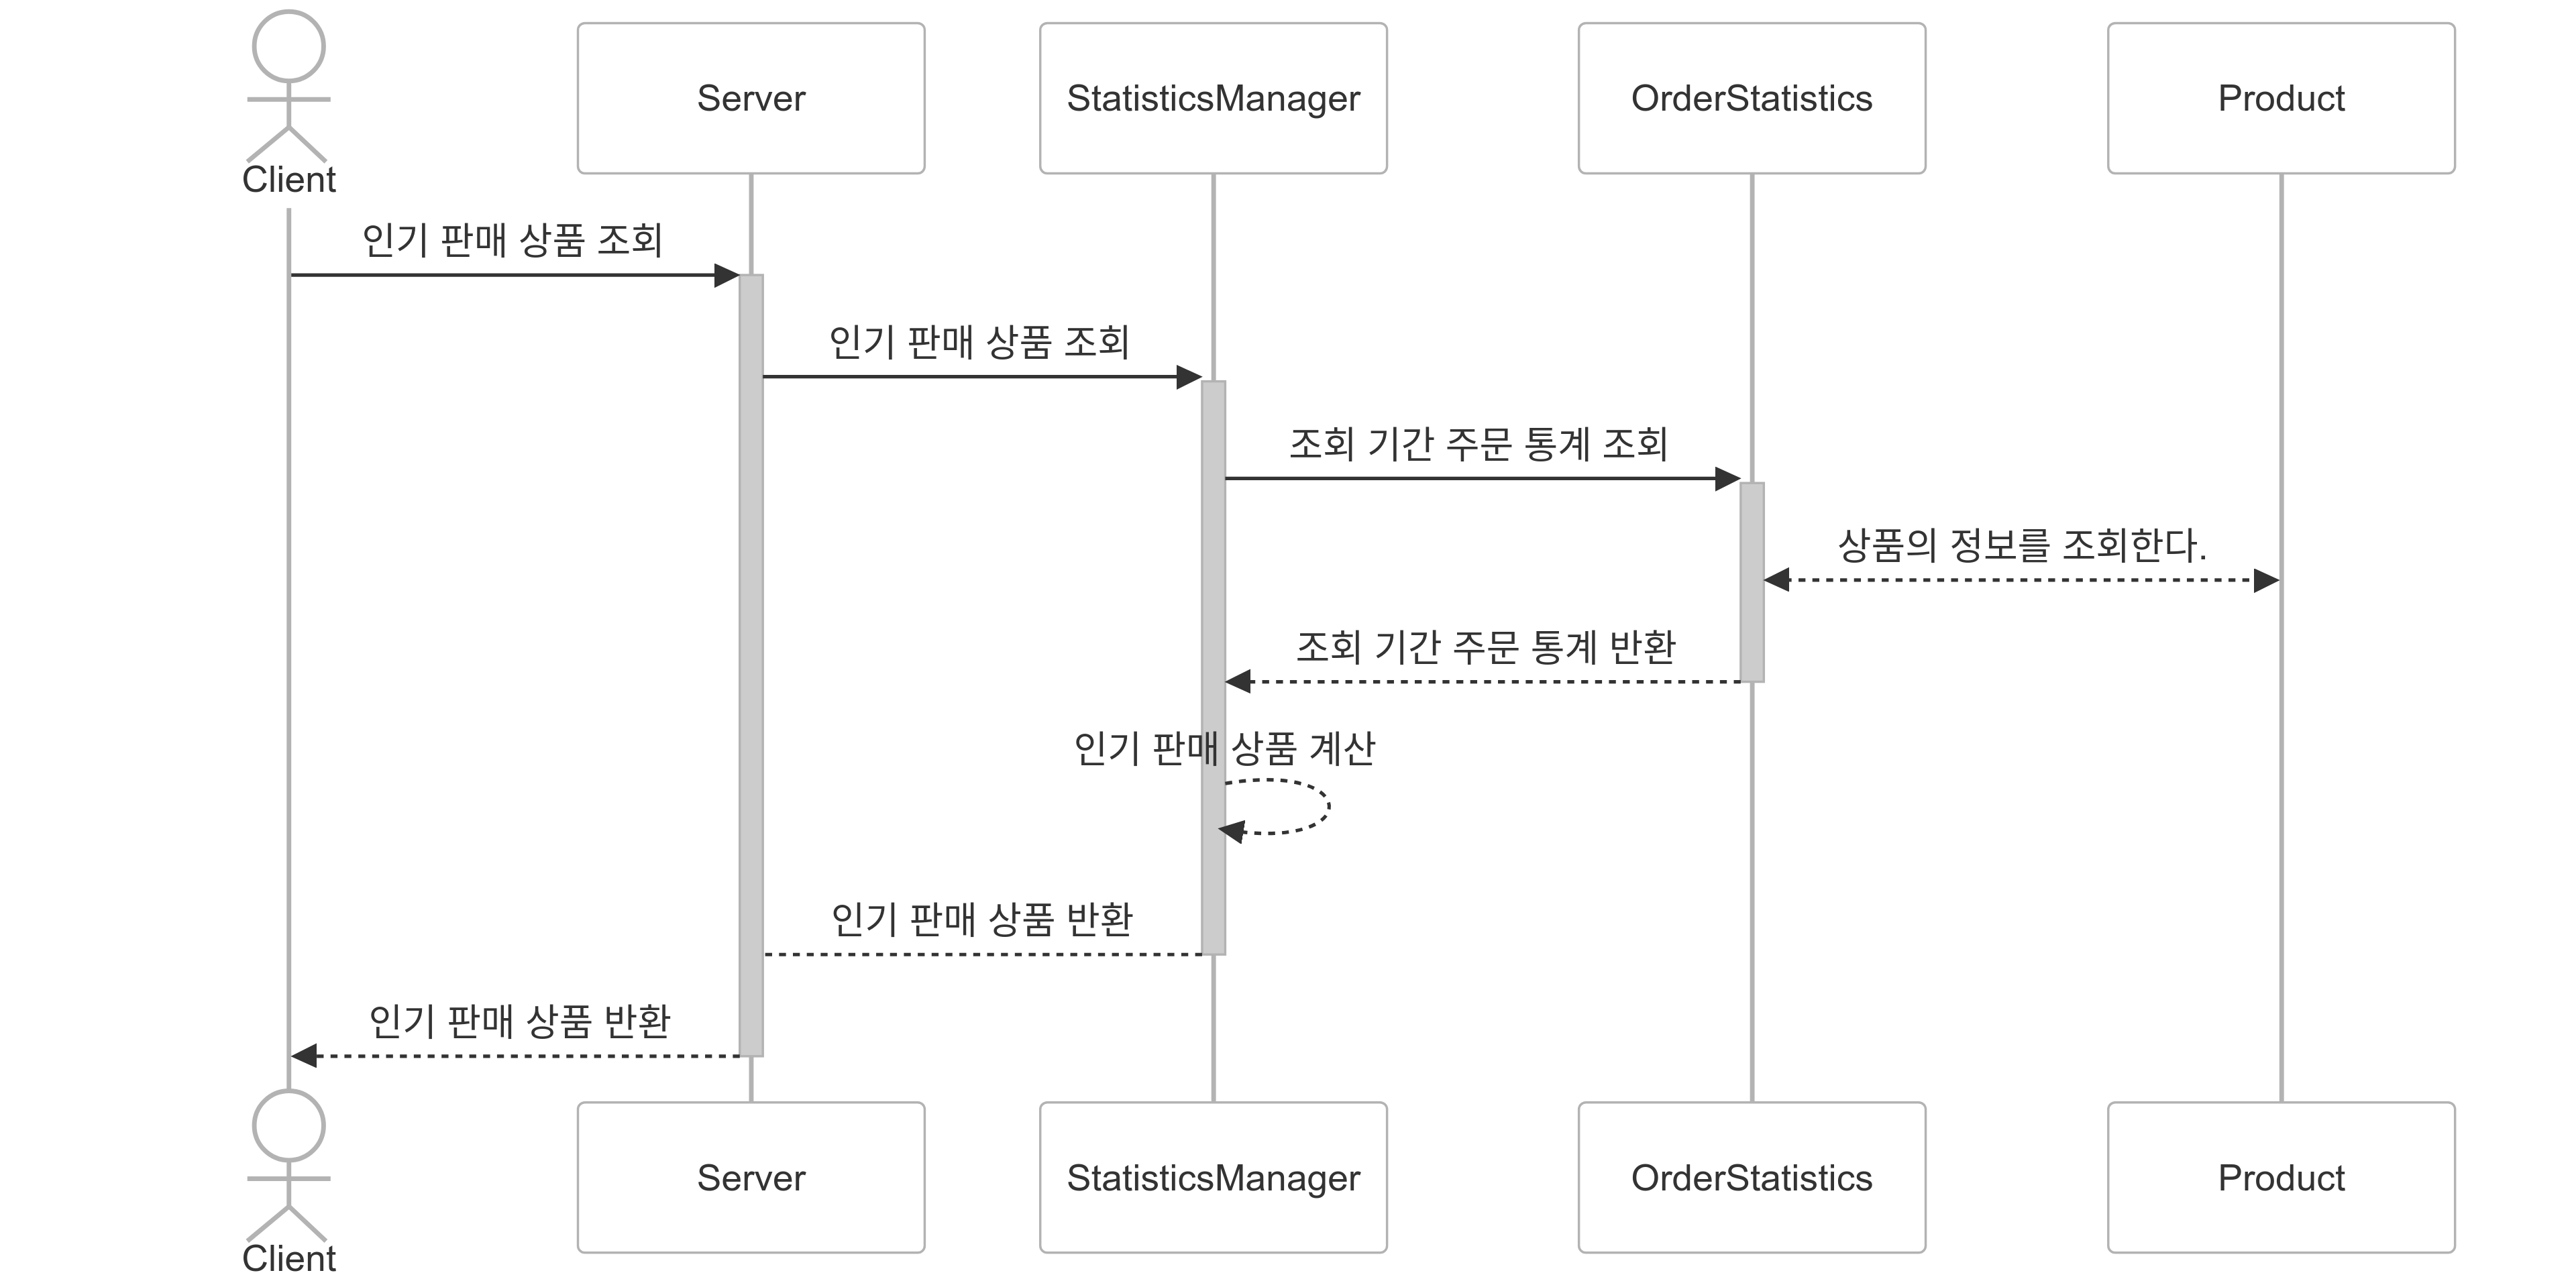 Client
Server
StatisticsManager
OrderStatistics
Product
인기 판매 상품 조회
인기 판매 상품 조회
조회 기간 주문 통계 조회
상품의 정보를 조회한다.
조회 기간 주문 통계 반환
인기 판매 상품 계산
인기 판매 상품 반환
인기 판매 상품 반환
Client
Server
StatisticsManager
OrderStatistics
Product